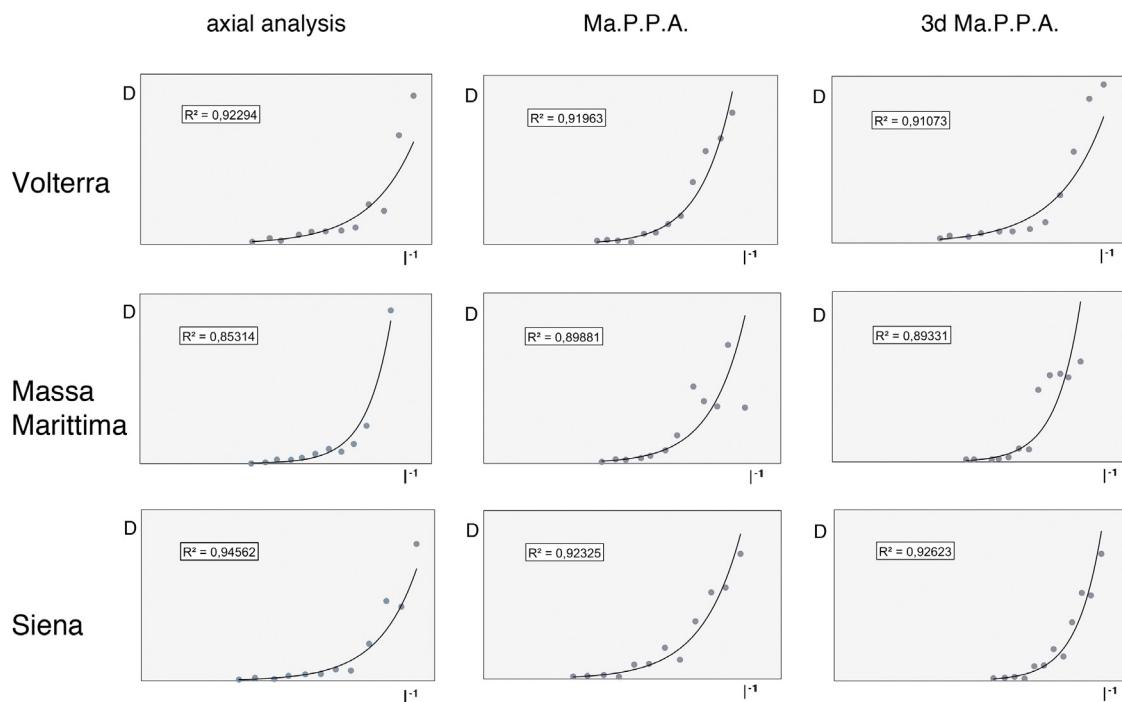 axial analysis
Ma.P.P.A.
3d Ma.P.P.A.
Volterra
D
R² = 0,92294
I⁻¹
D
R² = 0,91963
I⁻¹
D
R² = 0,91073
I⁻¹
Massa
Marittima
D
R² = 0,85314
I⁻¹
D
R² = 0,89881
I⁻¹
D
R² = 0,89331
I⁻¹
Siena
D
R² = 0,94562
I⁻¹
D
R² = 0,92325
I⁻¹
D
R² = 0,92623
I⁻¹